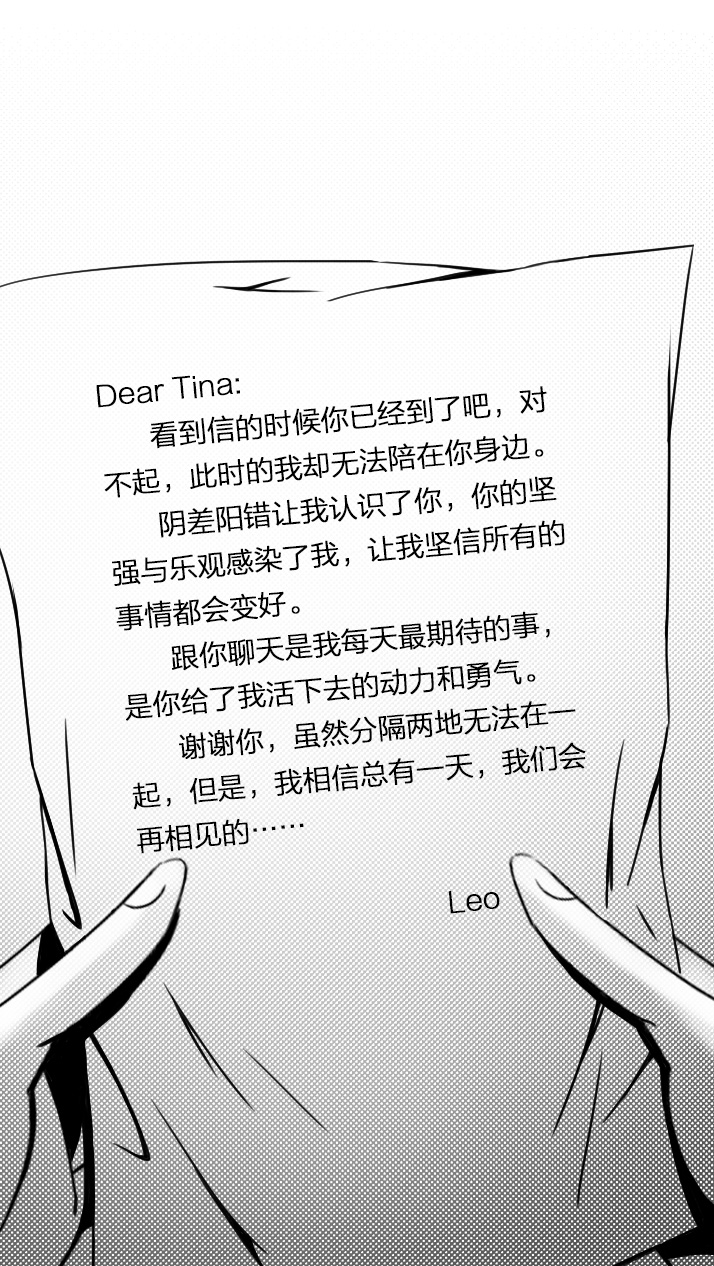 Dear Tina:
看到信的时候你已经到了吧，对
不起，此时的我却无法陪在你身边。
阴差阳错让我认识了你，你的坚
强与乐观感染了我，让我坚信所有的
事情都会变好。
跟你聊天是我每天最期待的事，
是你给了我活下去的动力和勇气。
谢谢你，虽然分隔两地无法在一
起，但是，我相信总有一天，我们会
再相见的……
Leo